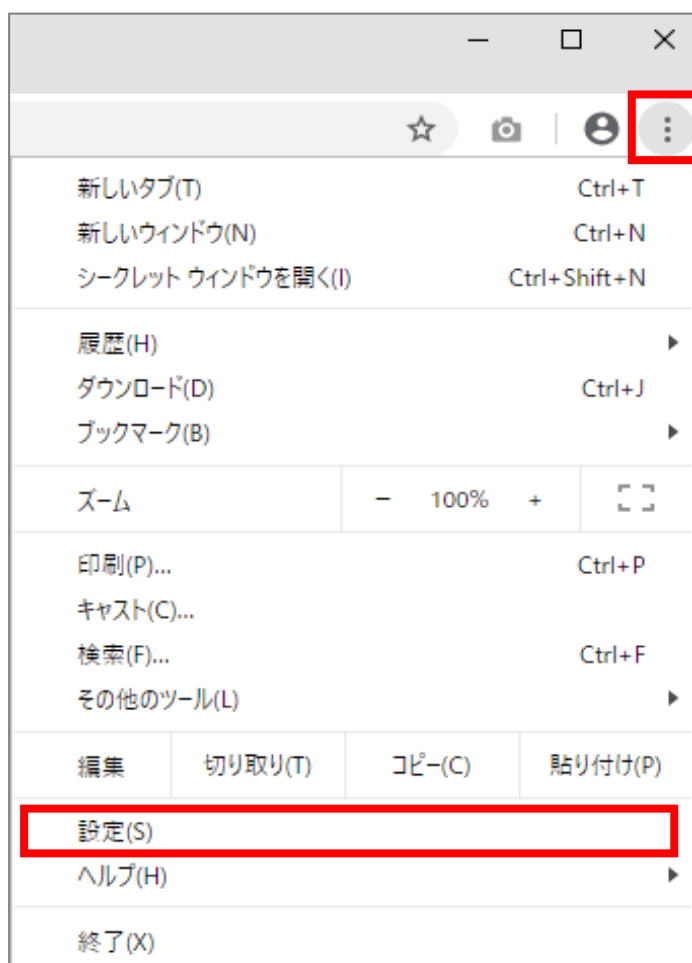 新しいタブ(T) Ctrl+T
新しいウィンドウ(N) Ctrl+N
シークレット ウィンドウを開く(I) Ctrl+Shift+N
履歴(H)
ダウンロード(D) Ctrl+J
ブックマーク(B)
ズーム - 100% +
印刷(P)... Ctrl+P
キャスト(C)...
検索(F)... Ctrl+F
その他のツール(L)
編集 切り取り(T) コピー(C) 貼り付け(P)
設定(S)
ヘルプ(H)
終了(X)